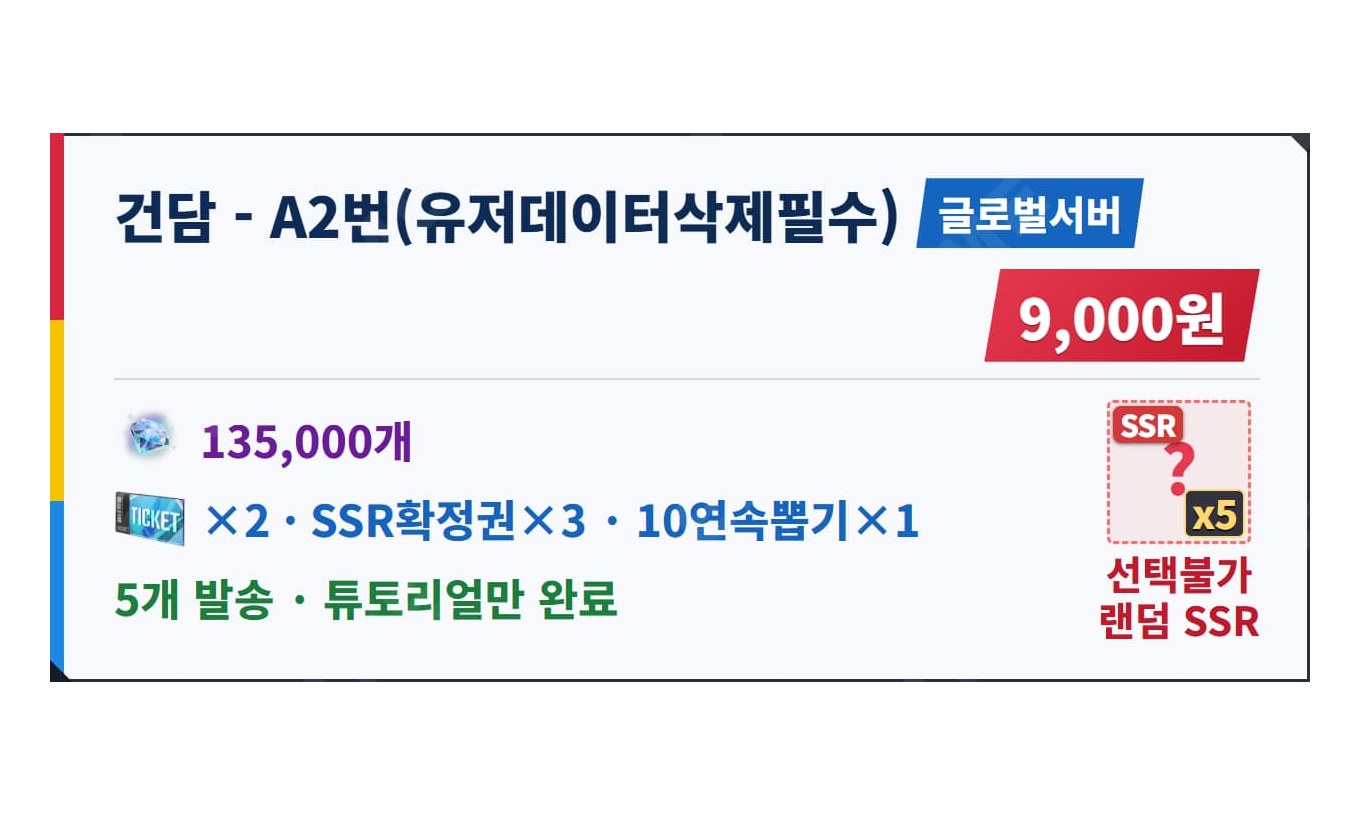 건담 - A2번(유저데이터삭제필수) 글로벌서버
9,000원
135,000개
TICKET ×2 · SSR확정권×3 · 10연속뽑기×1
5개 발송 · 튜토리얼만 완료
SSR
?
x5
선택불가
랜덤 SSR